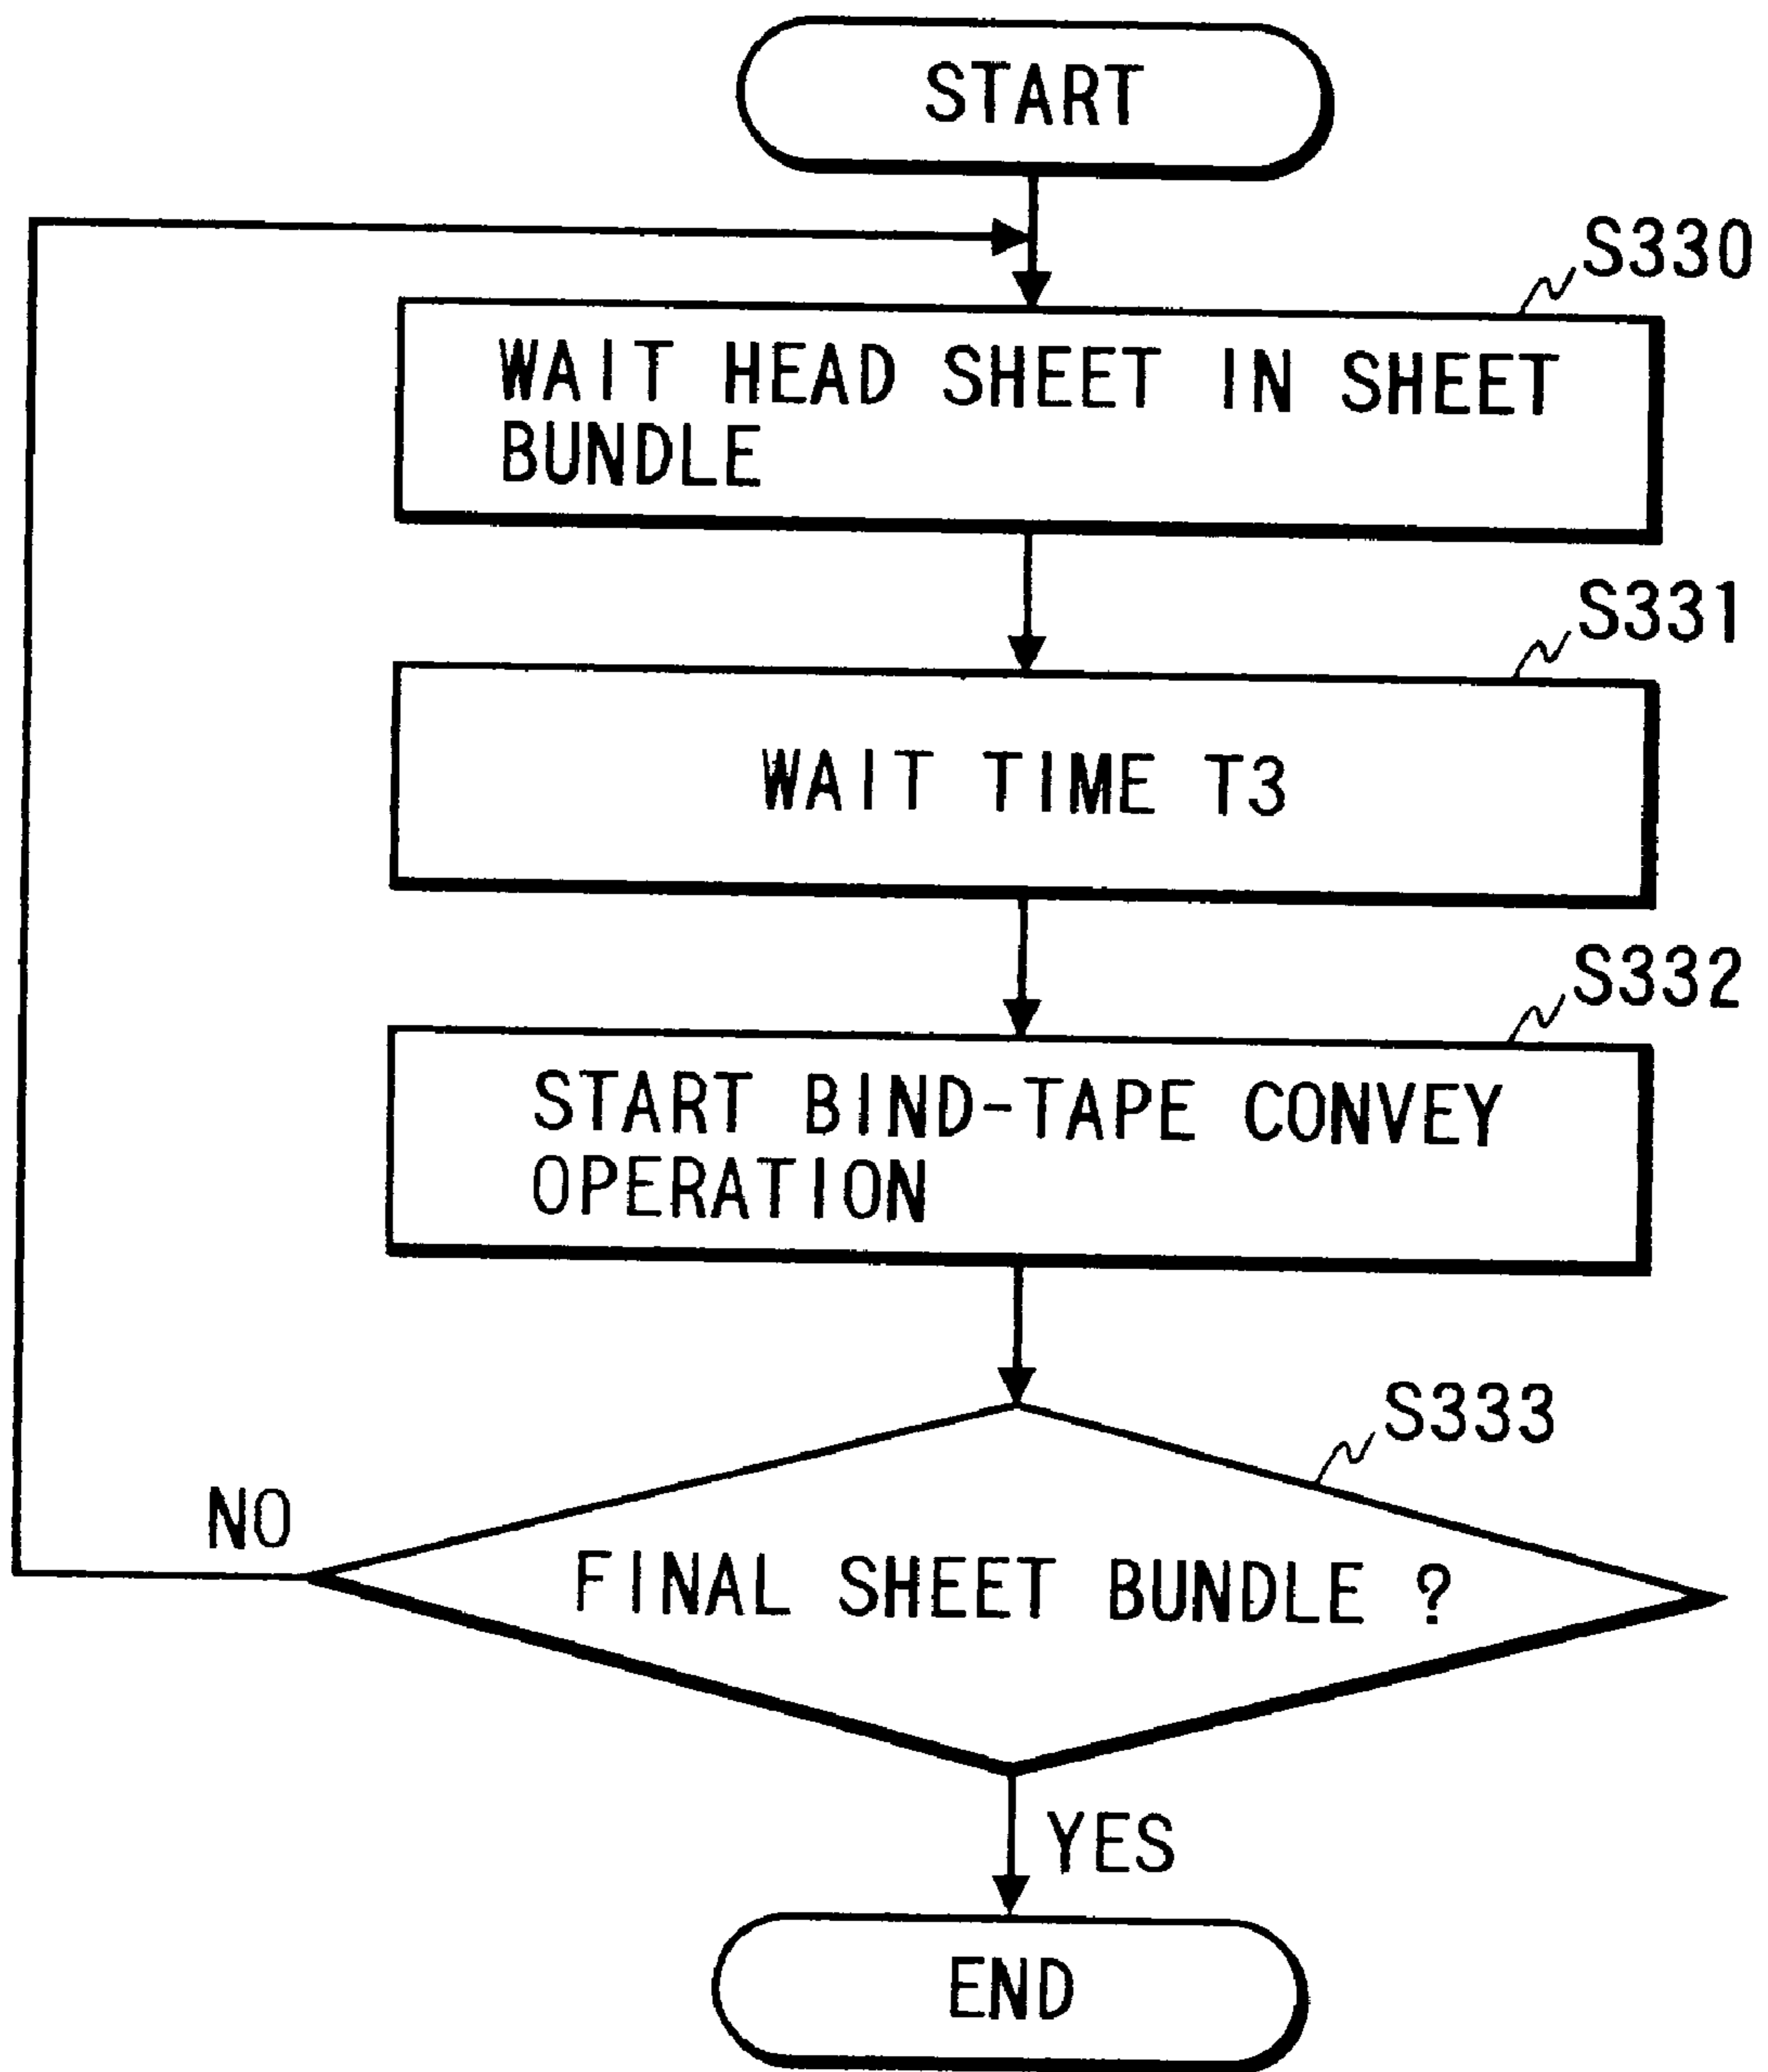 START
S330
WAIT HEAD SHEET IN SHEET
BUNDLE
S331
WAIT TIME T3
S332
START BIND-TAPE CONVEY
OPERATION
S333
NO
FINAL SHEET BUNDLE ?
YES
END